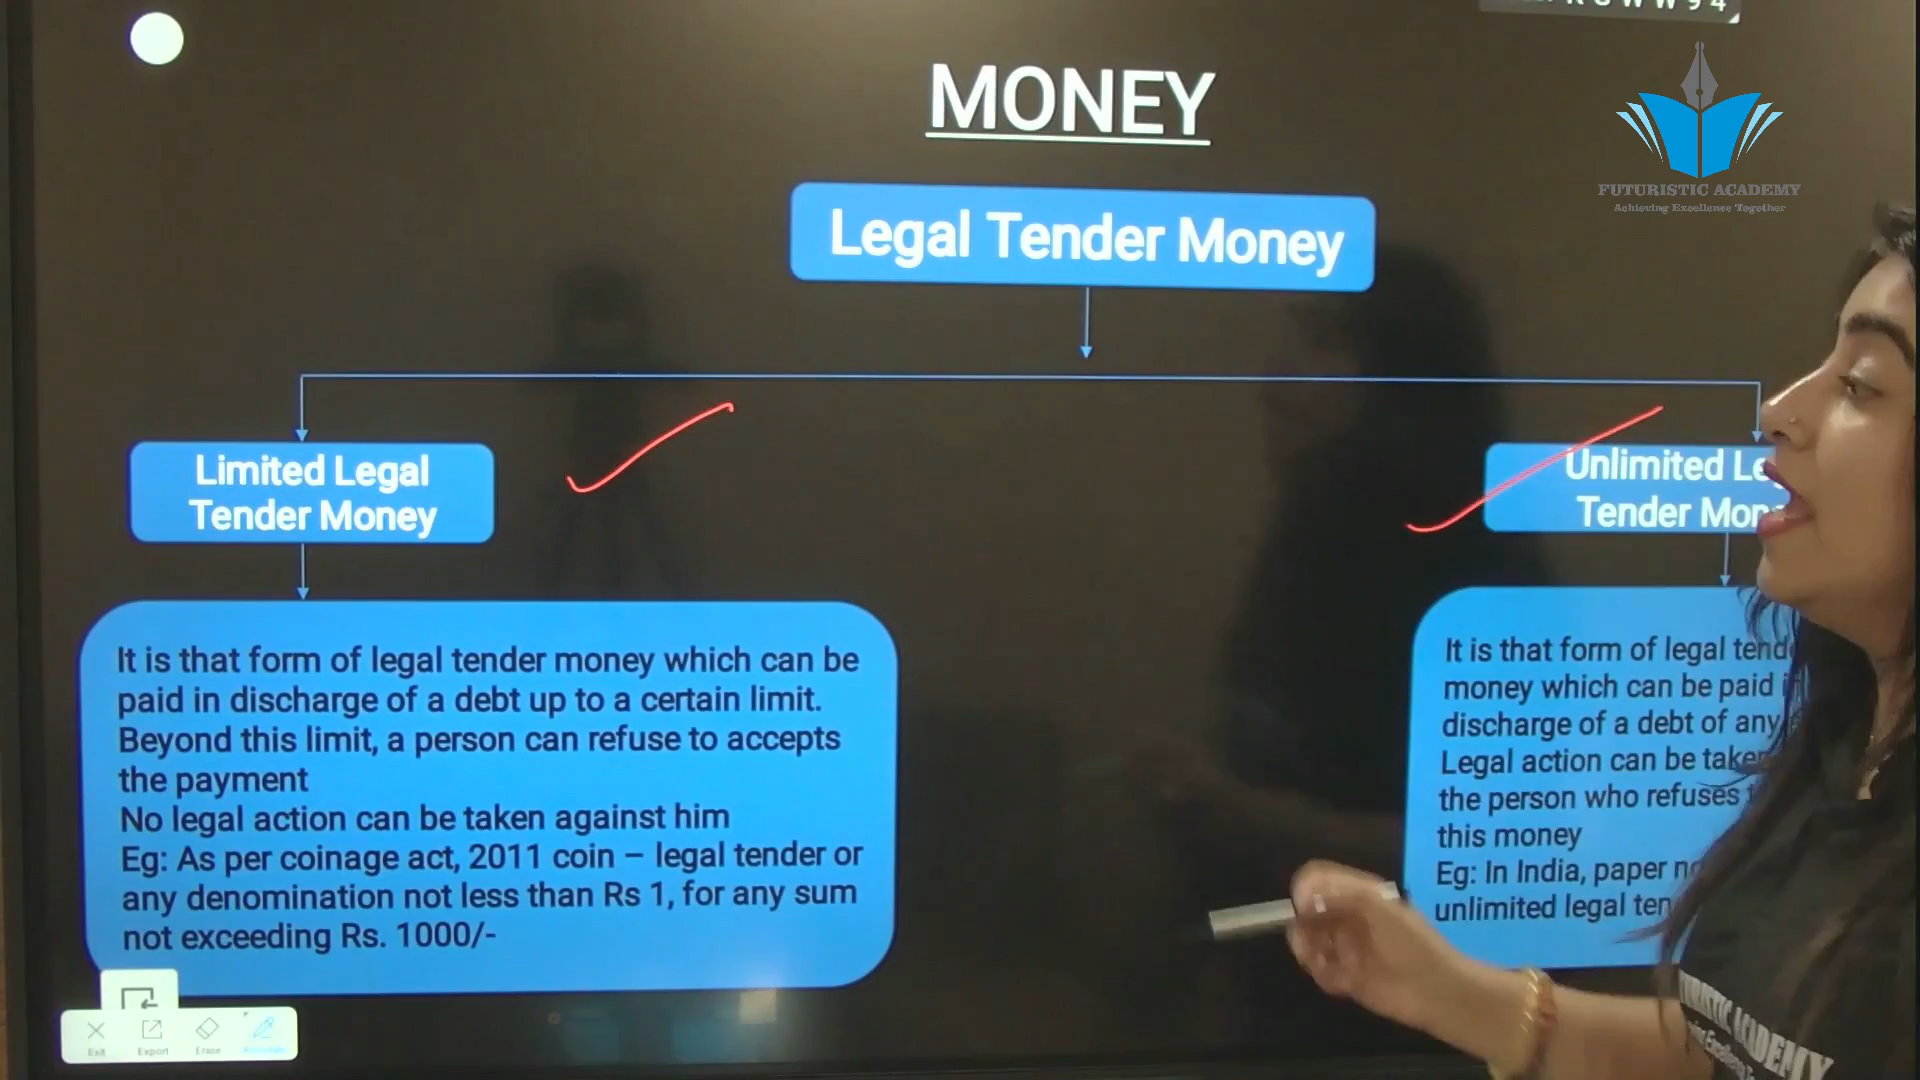 MONEY
FUTURISTIC ACADEMY
Achieving Excellence Together
Legal Tender Money
Limited Legal
Tender Money
It is that form of legal tender money which can be
paid in discharge of a debt up to a certain limit.
Beyond this limit, a person can refuse to accepts
the payment
No legal action can be taken against him
Eg: As per coinage act, 2011 coin – legal tender or
any denomination not less than Rs 1, for any sum
not exceeding Rs. 1000/-
Unlimited
Tender
It is that form of legal
money which can be paid
discharge of a debt of any
Legal action can be
the person who refuses
this money
Eg: In India, paper
unlimited legal
Exit
Export
Erase
ACADEMY